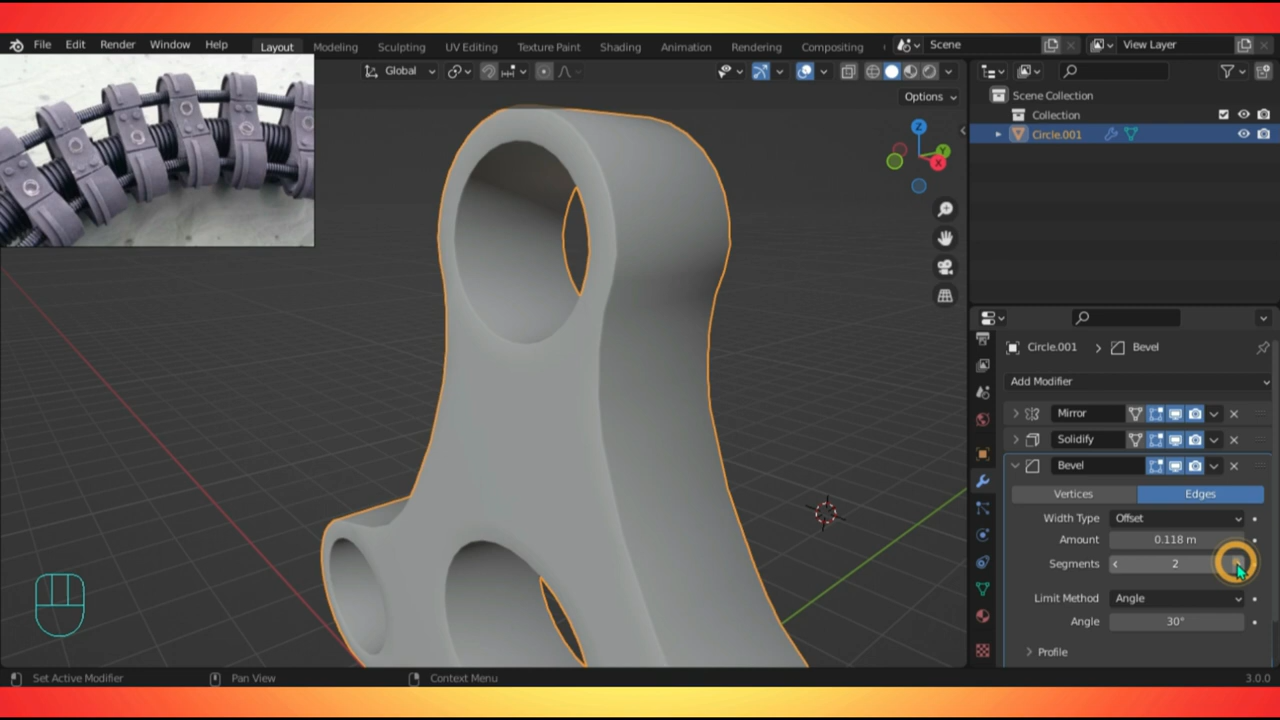 File Edit Render Window Help Layout Modeling Sculpting UV Editing Texture Paint Shading Animation Rendering Compositing Scene View Layer
Global
Options
Z
Y
X
Scene Collection
Collection
Circle.001
Circle.001 > Bevel
Add Modifier
Mirror
Solidify
Bevel
Vertices Edges
Width Type Offset
Amount 0.118 m
Segments 2
Limit Method Angle
Angle 30°
Profile
Set Active Modifier Pan View Context Menu 3.0.0